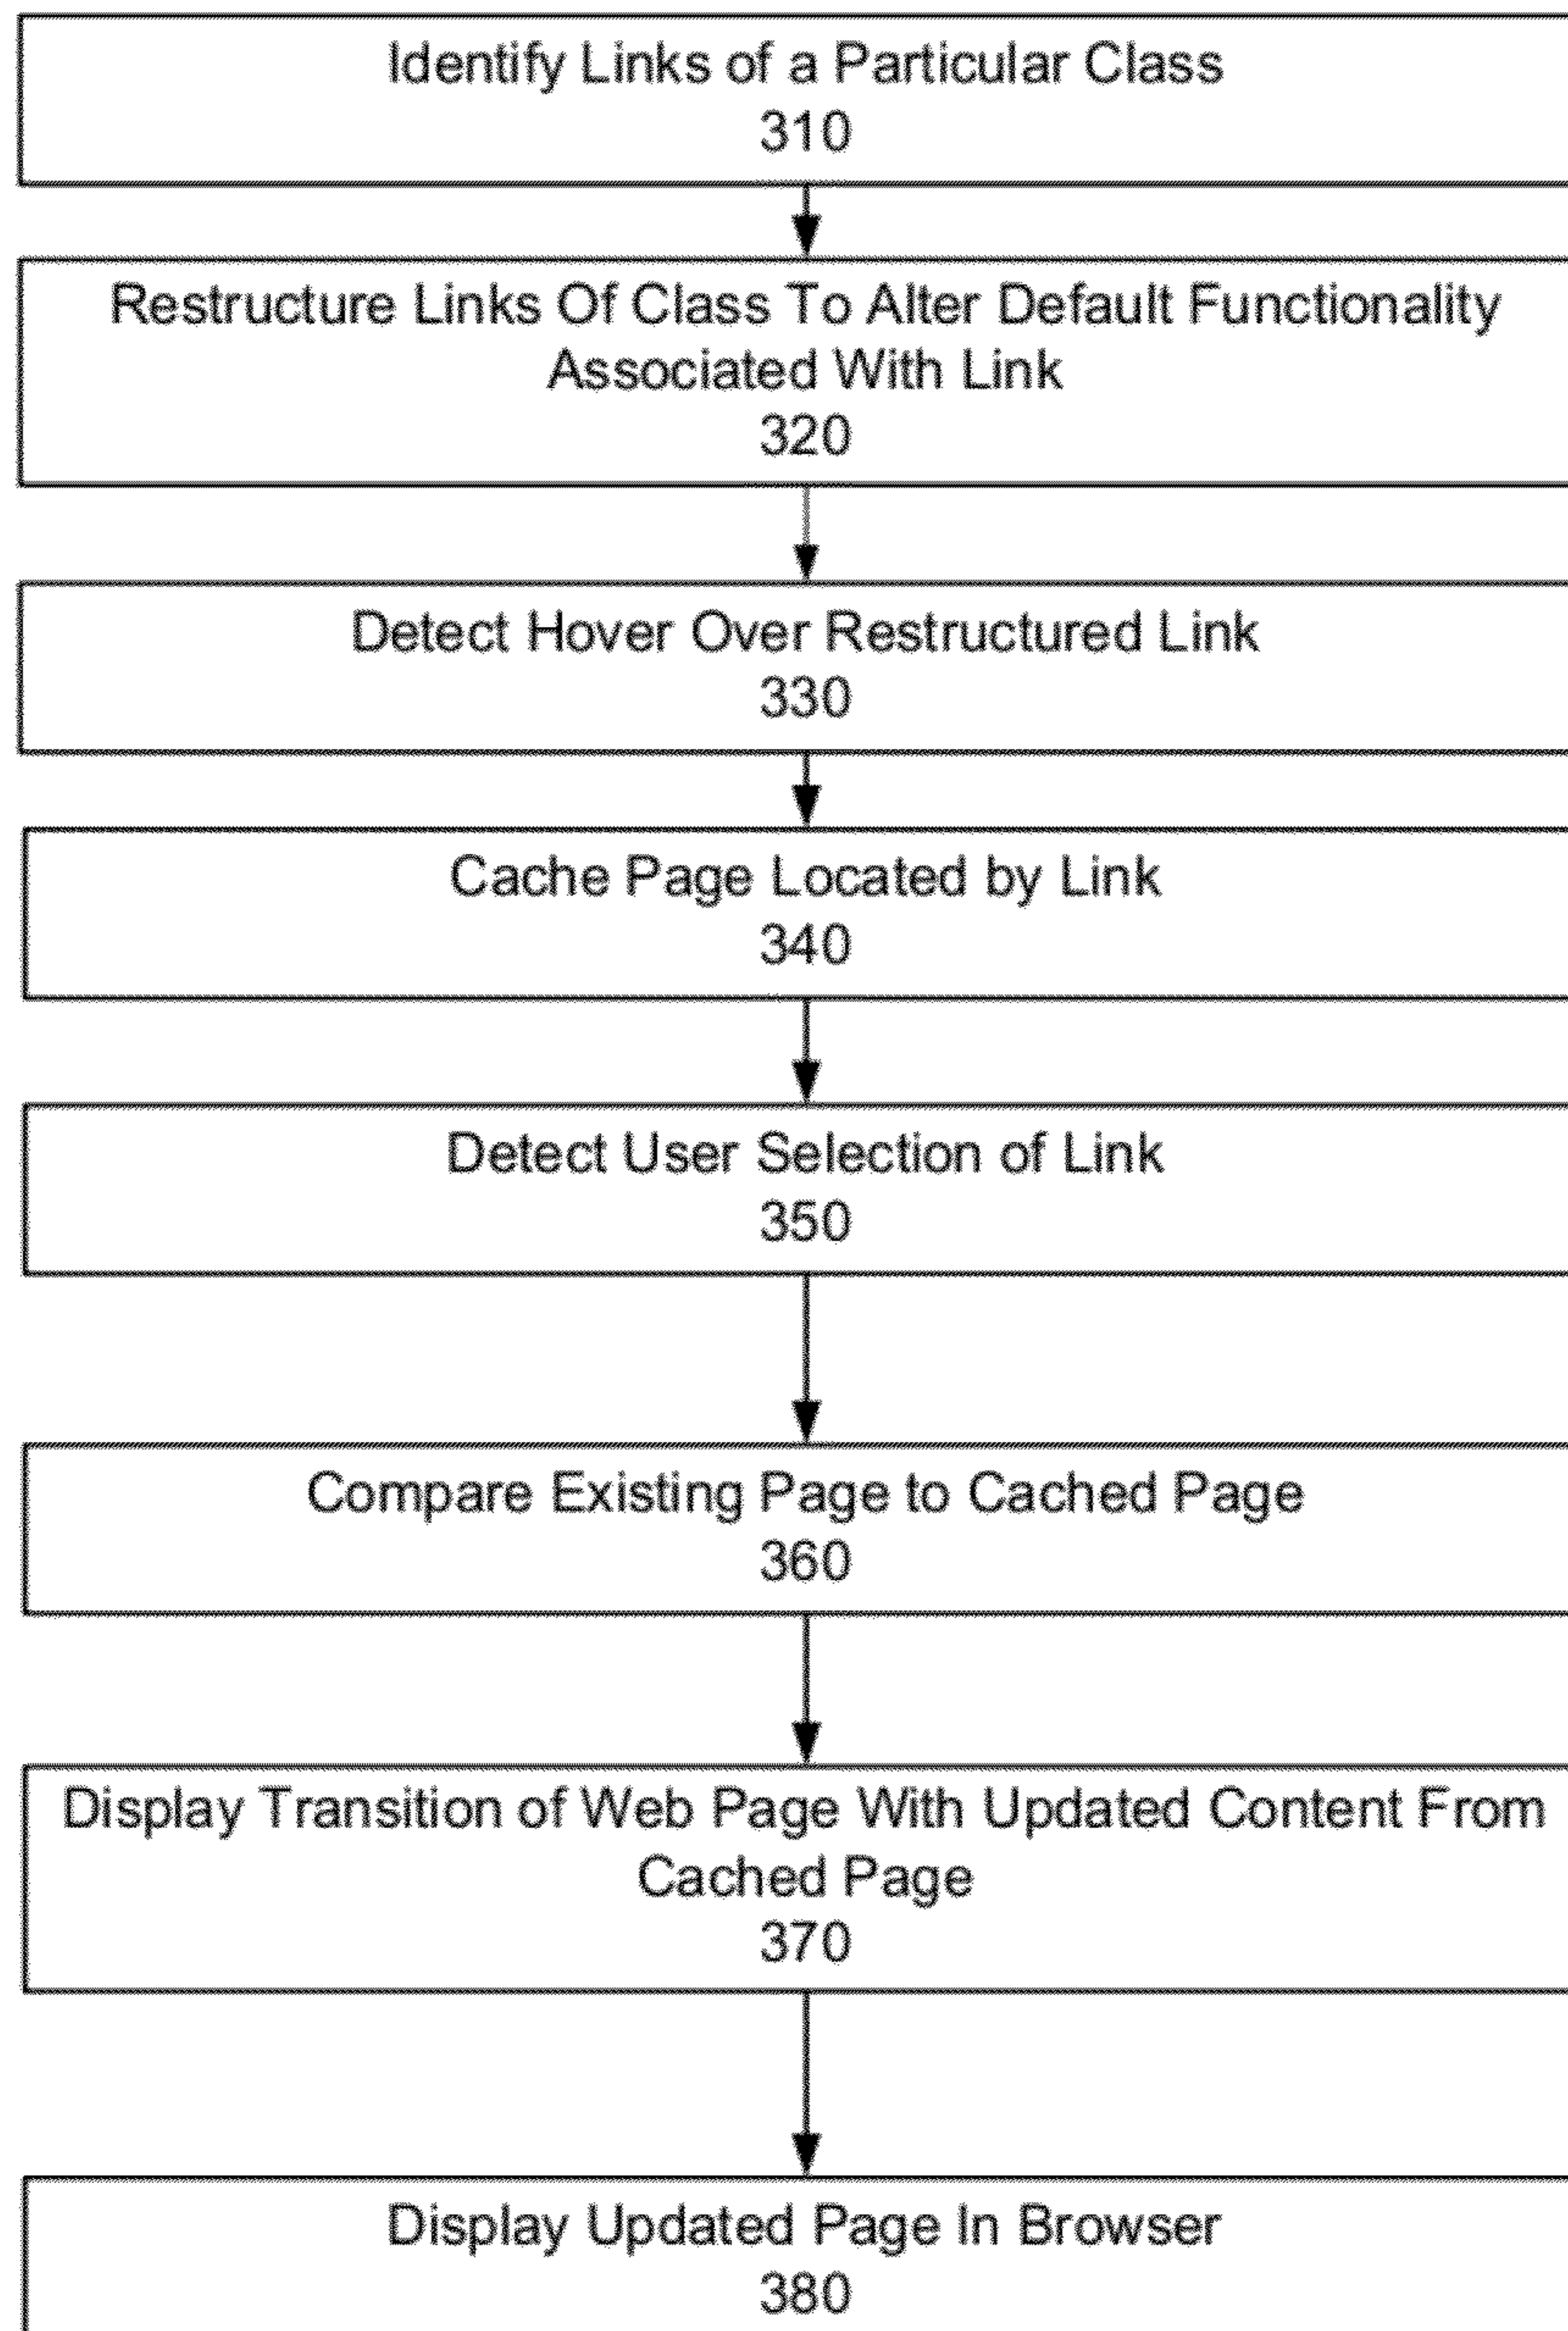 Identify Links of a Particular Class
310
Restructure Links Of Class To Alter Default Functionality
Associated With Link
320
Detect Hover Over Restructured Link
330
Cache Page Located by Link
340
Detect User Selection of Link
350
Compare Existing Page to Cached Page
360
Display Transition of Web Page With Updated Content From
Cached Page
370
Display Updated Page In Browser
380